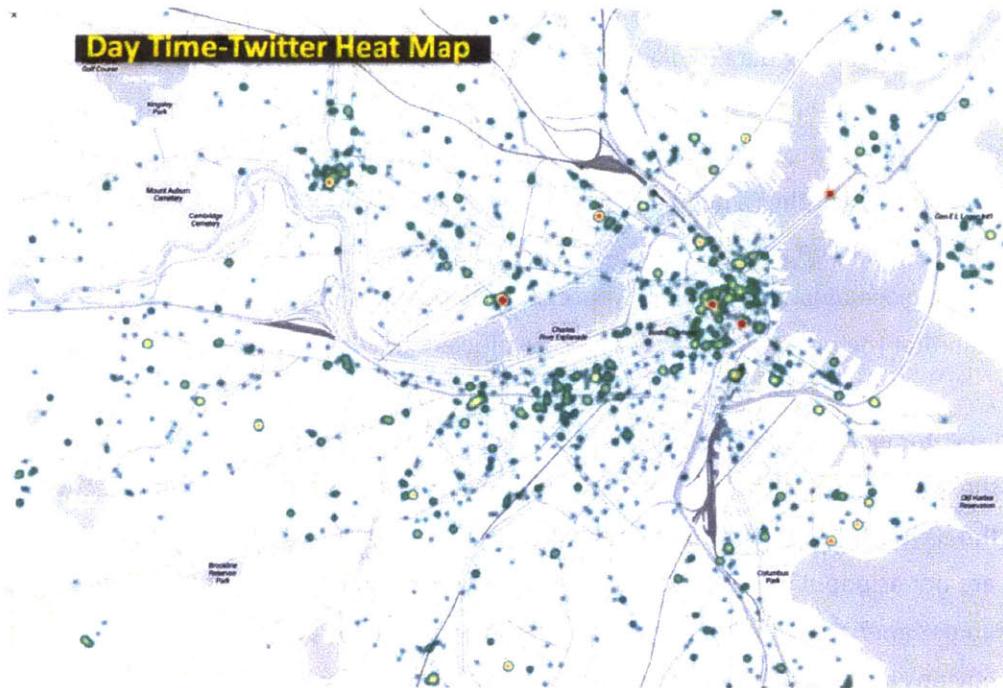 Day Time-Twitter Heat Map
Golf Course
Kingsley
Park
Mount Auburn
Cemetery
Cambridge
Cemetery
Charles
River Esplanade
Old Harbor
Reservation
Brookline
Reservoir
Park
Columbus
Park